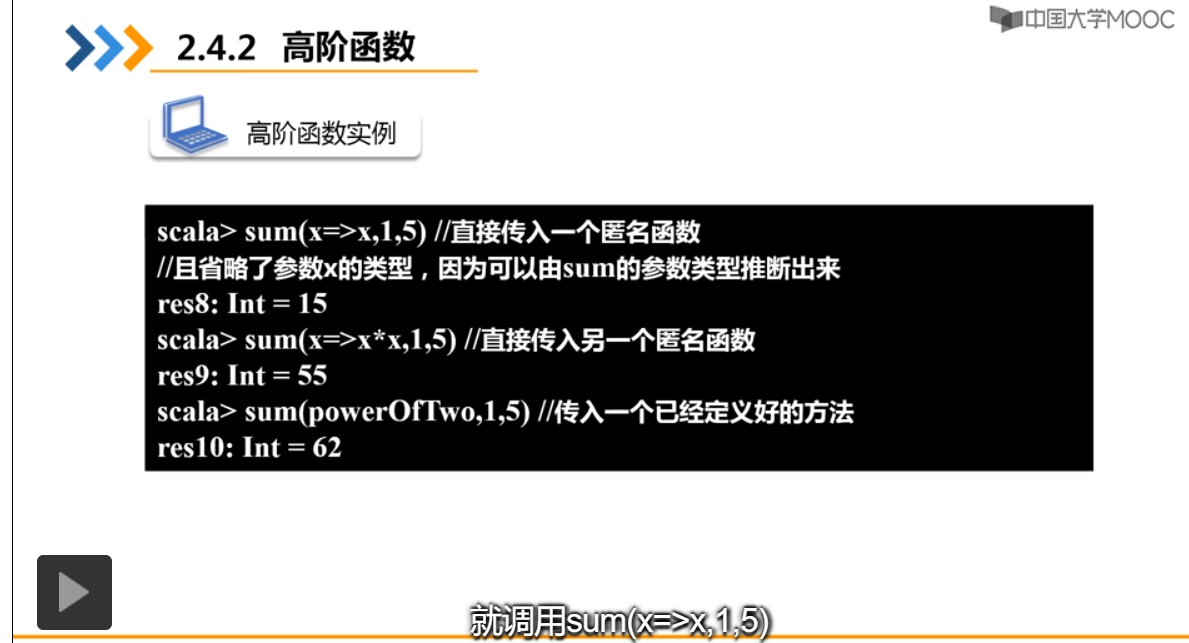 中国大学MOOC
2.4.2 高阶函数
高阶函数实例
scala> sum(x=>x,1,5) //直接传入一个匿名函数
//且省略了参数x的类型，因为可以由sum的参数类型推断出来
res8: Int = 15
scala> sum(x=>x*x,1,5) //直接传入另一个匿名函数
res9: Int = 55
scala> sum(powerOfTwo,1,5) //传入一个已经定义好的方法
res10: Int = 62
就调用sum(x=>x,1,5)